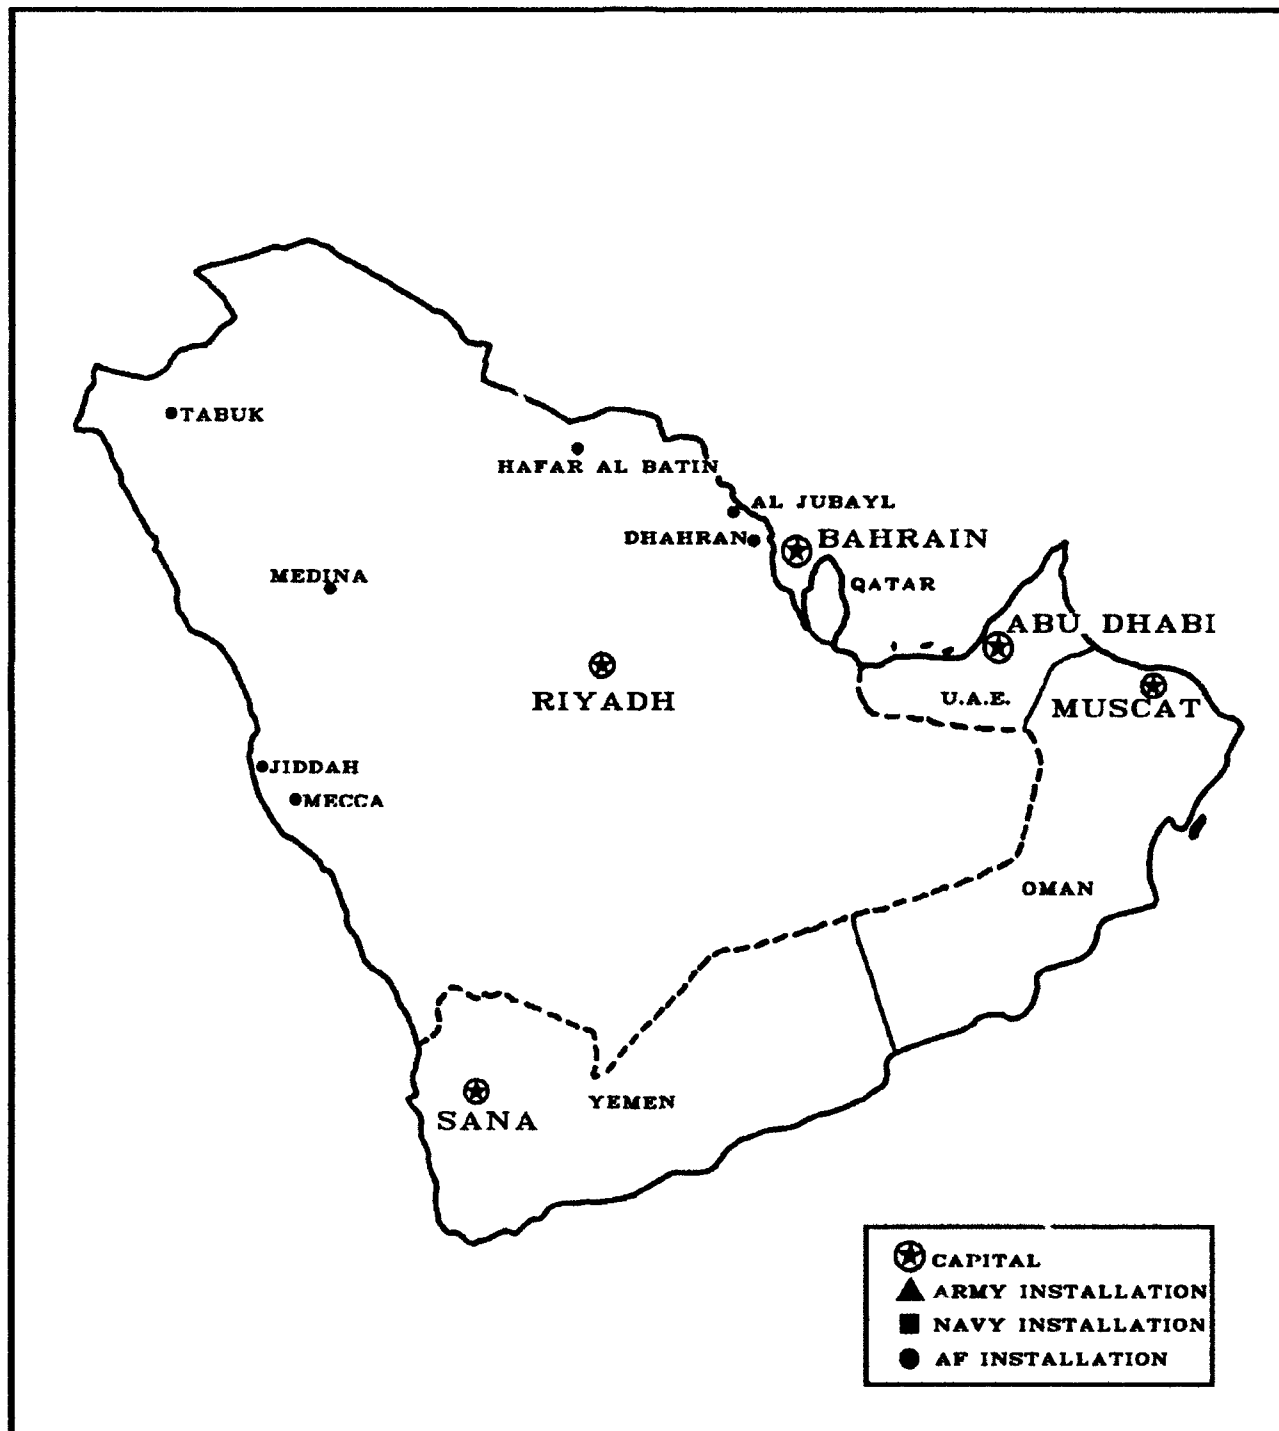 TABUK
HAFAR AL BATIN
AL JUBAYL
DHAHRAN
BAHRAIN
MEDINA
QATAR
ABU DHABI
RIYADH
U.A.E.
MUSCAT
JIDDAH
MECCA
OMAN
YEMEN
SANA
CAPITAL
ARMY INSTALLATION
NAVY INSTALLATION
AF INSTALLATION